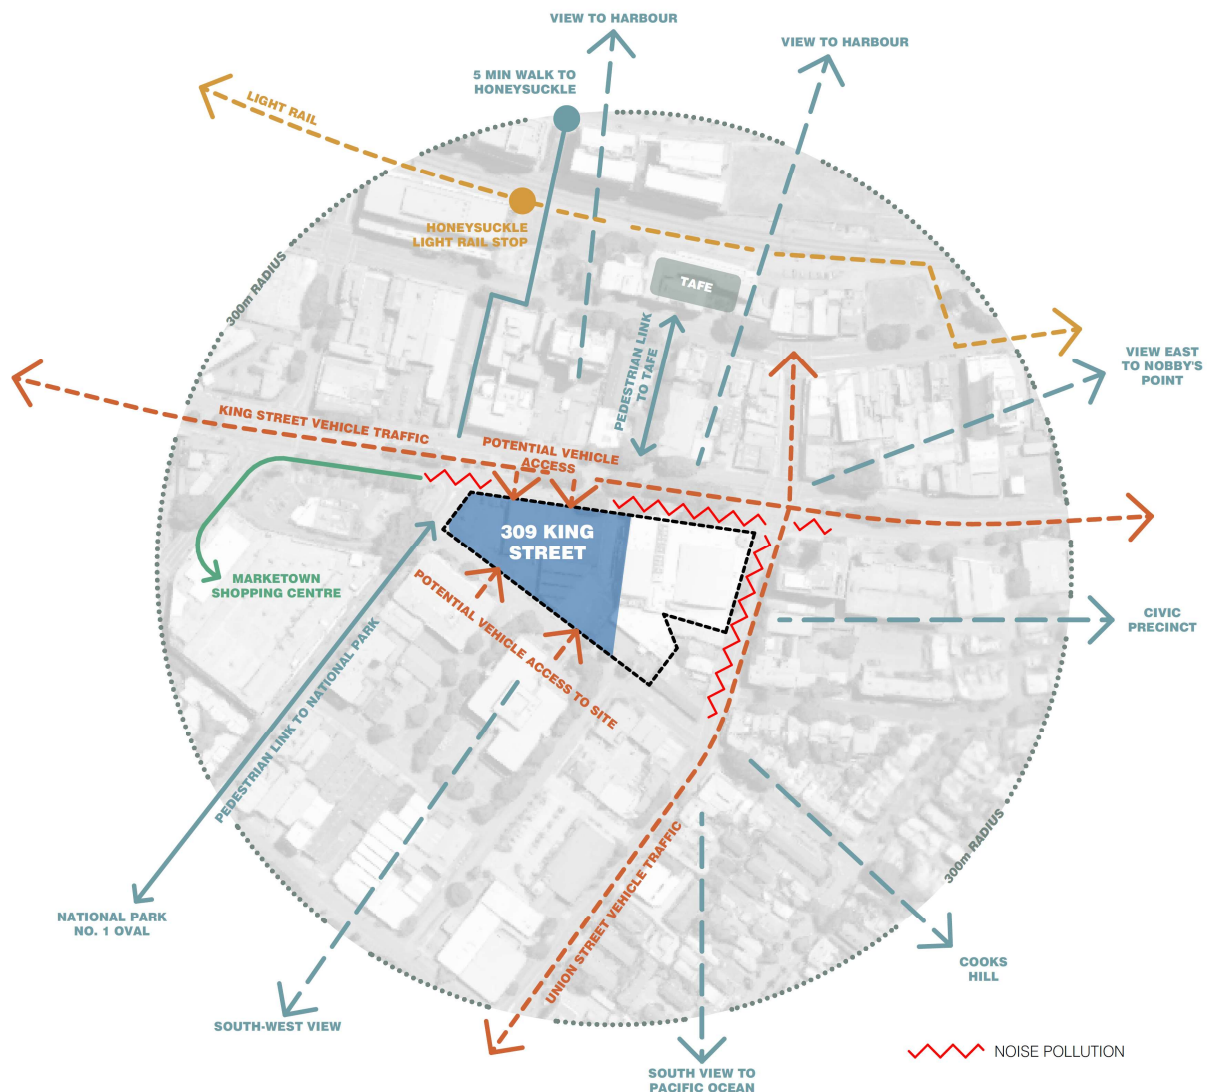 VIEW TO HARBOUR
VIEW TO HARBOUR
5 MIN WALK TO
HONEYSUCKLE
LIGHT RAIL
HONEYSUCKLE
LIGHT RAIL STOP
300m RADIUS
TAFE
PEDESTRIAN LINK
TO TAFE
VIEW EAST
TO NOBBY'S
POINT
KING STREET VEHICLE TRAFFIC
POTENTIAL VEHICLE
ACCESS
309 KING
STREET
MARKETOWN
SHOPPING CENTRE
POTENTIAL VEHICLE ACCESS TO SITE
CIVIC
PRECINCT
PEDESTRIAN LINK TO NATIONAL PARK
UNION STREET VEHICLE TRAFFIC
300m RADIUS
NATIONAL PARK
NO. 1 OVAL
COOKS
HILL
SOUTH-WEST VIEW
NOISE POLLUTION
SOUTH VIEW TO
PACIFIC OCEAN